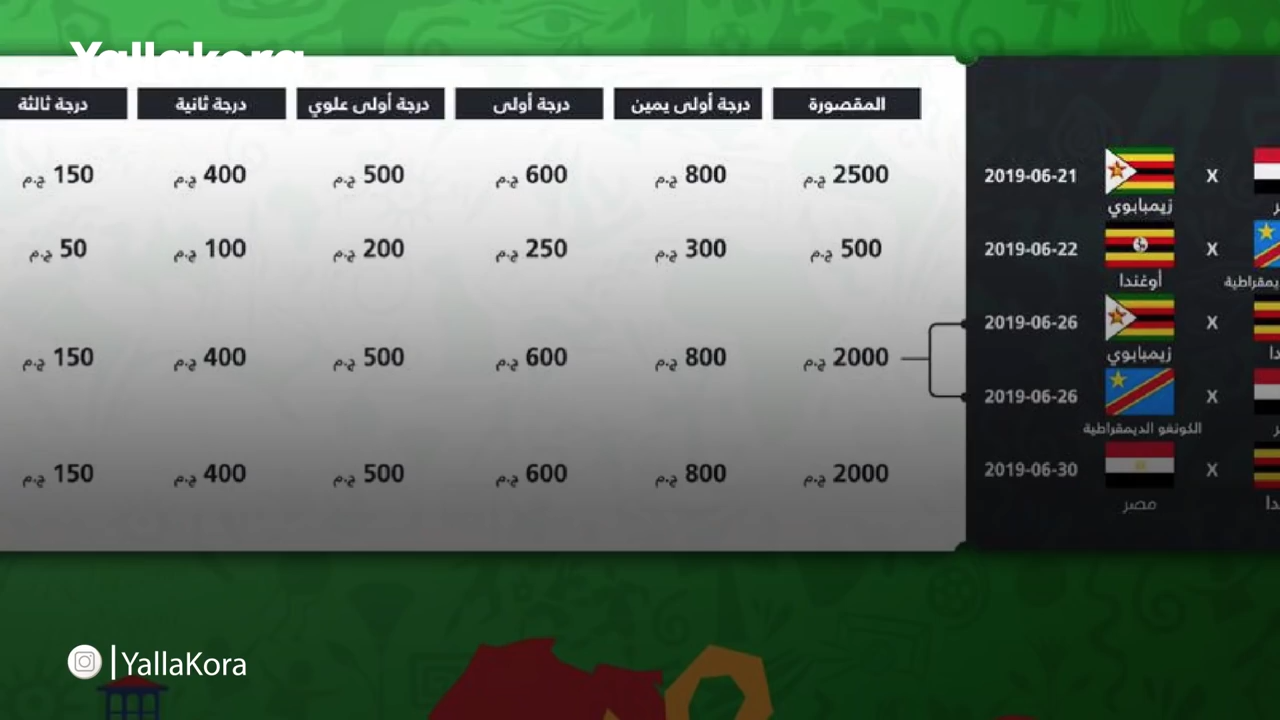 Yallakora
المقصورة درجة أولى يمين درجة أولى درجة أولى علوي درجة ثانية درجة ثالثة
X 2019-06-21 2500 ج.م 800 ج.م 600 ج.م 500 ج.م 400 ج.م 150 ج.م
زيمبابوي
X 2019-06-22 500 ج.م 300 ج.م 250 ج.م 200 ج.م 100 ج.م 50 ج.م
أوغندا
X 2019-06-26
زيمبابوي
2000 ج.م 800 ج.م 600 ج.م 500 ج.م 400 ج.م 150 ج.م
X 2019-06-26
الكونغو الديمقراطية
X 2019-06-30 2000 ج.م 800 ج.م 600 ج.م 500 ج.م 400 ج.م 150 ج.م
مصر
YallaKora